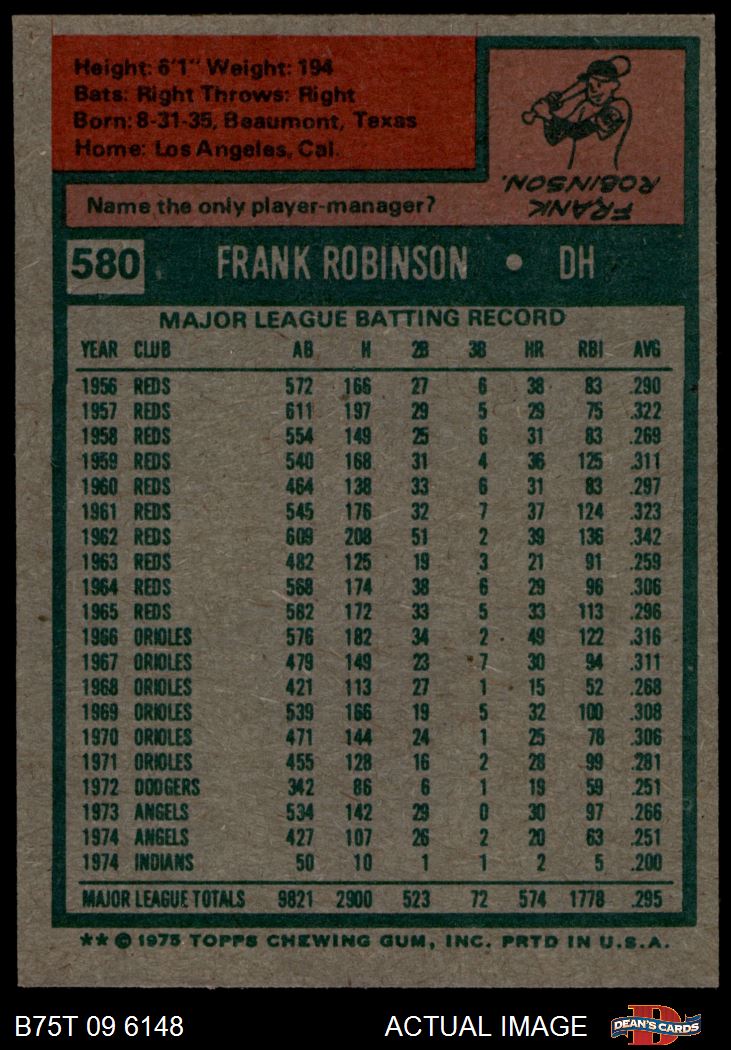 Height: 6'1" Weight: 194
Bats: Right Throws: Right
Born: 8-31-35, Beaumont, Texas
Home: Los Angeles, Cal.
Name the only player-manager?
FRANK
ROBINSON.
580 FRANK ROBINSON • DH
MAJOR LEAGUE BATTING RECORD
YEAR CLUB AB H 2B 3B HR RBI AVG
1956 REDS 572 166 27 6 38 83 .290
1957 REDS 611 197 29 5 29 75 .322
1958 REDS 554 149 25 6 31 83 .269
1959 REDS 540 168 31 4 36 125 .311
1960 REDS 464 138 33 6 31 83 .297
1961 REDS 545 176 32 7 37 124 .323
1962 REDS 609 208 51 2 39 136 .342
1963 REDS 482 125 19 3 21 91 .259
1964 REDS 568 174 38 6 29 96 .306
1965 REDS 582 172 33 5 33 113 .296
1966 ORIOLES 576 182 34 2 49 122 .316
1967 ORIOLES 479 149 23 7 30 94 .311
1968 ORIOLES 421 113 27 1 15 52 .268
1969 ORIOLES 539 166 19 5 32 100 .308
1970 ORIOLES 471 144 24 1 25 78 .306
1971 ORIOLES 455 128 16 2 28 99 .281
1972 DODGERS 342 86 6 1 19 59 .251
1973 ANGELS 534 142 29 0 30 97 .266
1974 ANGELS 427 107 26 2 20 63 .251
1974 INDIANS 50 10 1 1 2 5 .200
MAJOR LEAGUE TOTALS 9821 2900 523 72 574 1778 .295
** © 1975 TOPPS CHEWING GUM, INC. PRTD IN U.S.A.
B75T 09 6148 ACTUAL IMAGE D DEAN'S CARDS